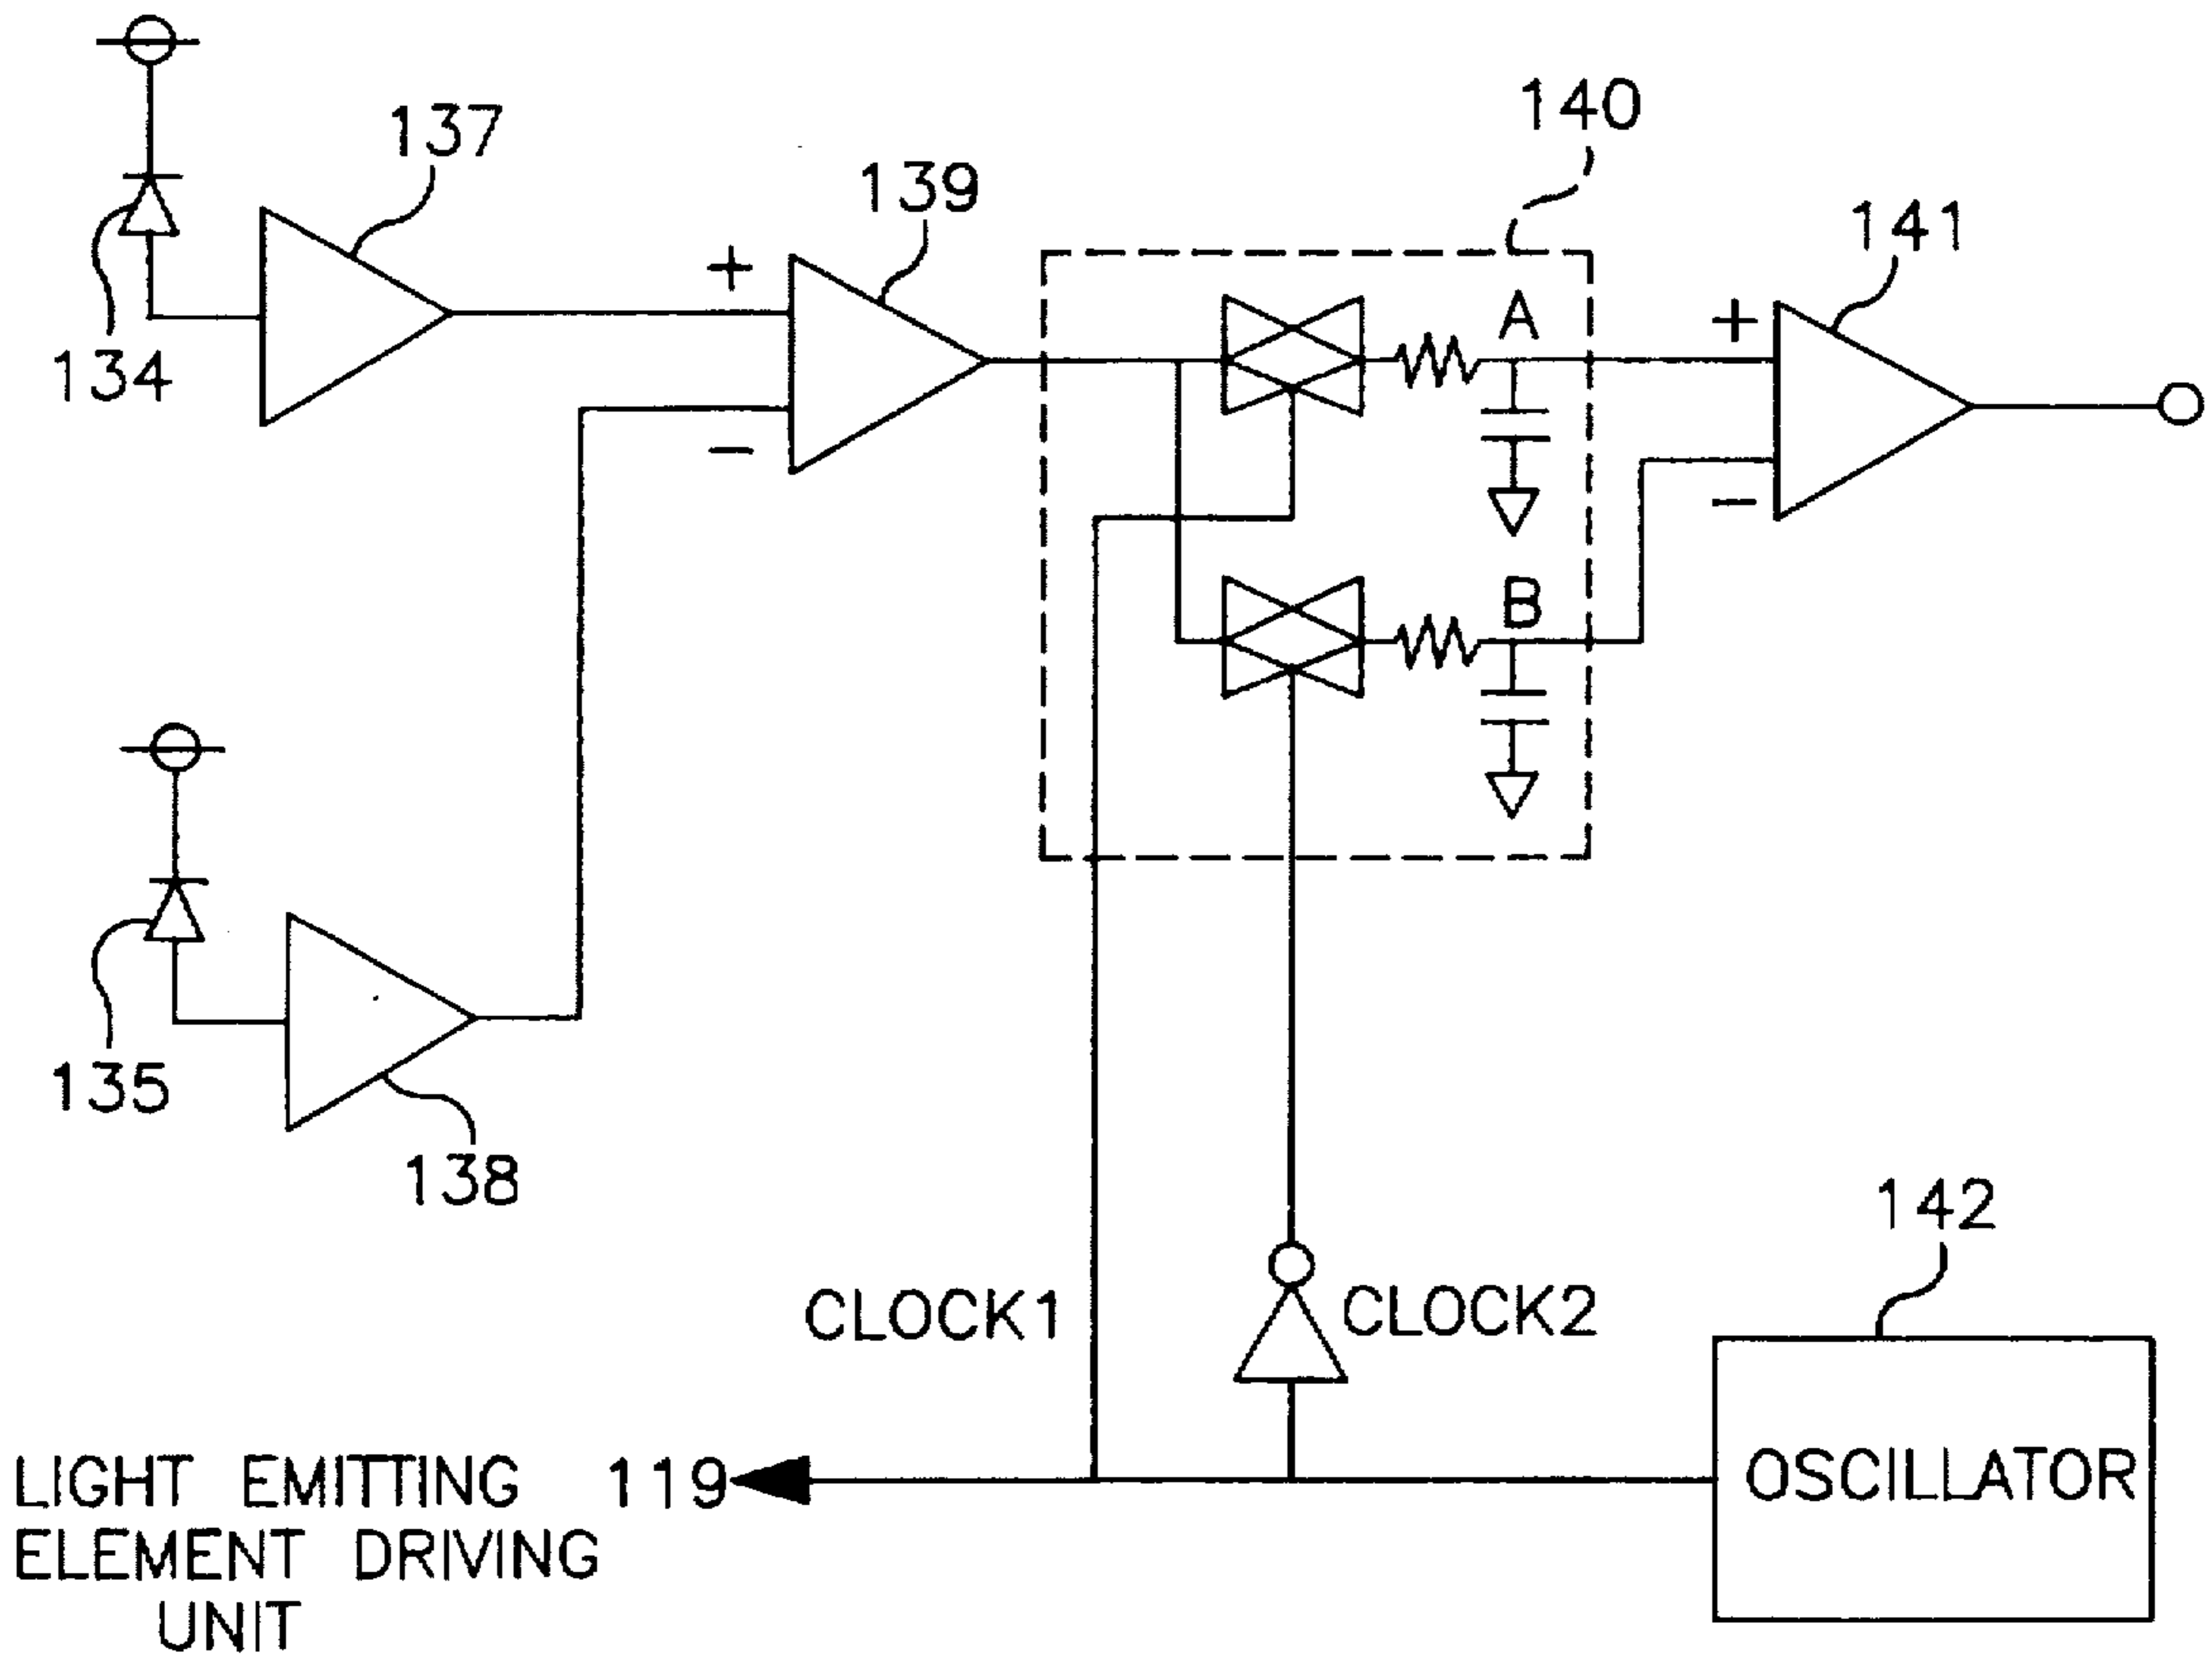 137
140
139
141
134
+
-
A
+
-
B
135
138
142
CLOCK1
CLOCK2
LIGHT EMITTING 119
ELEMENT DRIVING
UNIT
OSCILLATOR